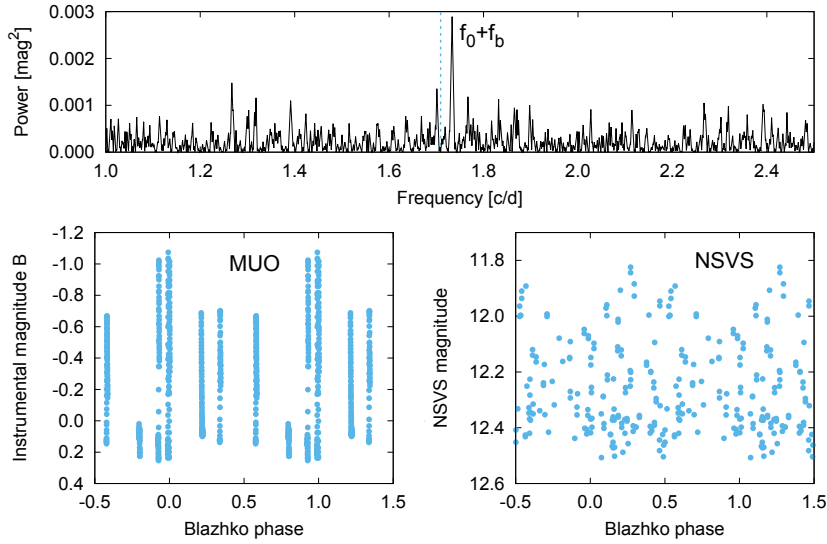 0.003
0.002
0.001
0.000
Power [mag²]
f₀+f_b
1.0 1.2 1.4 1.6 1.8 2.0 2.2 2.4
Frequency [c/d]
-1.2
-1.0
-0.8
-0.6
-0.4
-0.2
0.0
0.2
0.4
Instrumental magnitude B
MUO
-0.5 0.0 0.5 1.0 1.5
Blazhko phase
11.8
12.0
12.2
12.4
12.6
NSVS magnitude
NSVS
-0.5 0.0 0.5 1.0 1.5
Blazhko phase